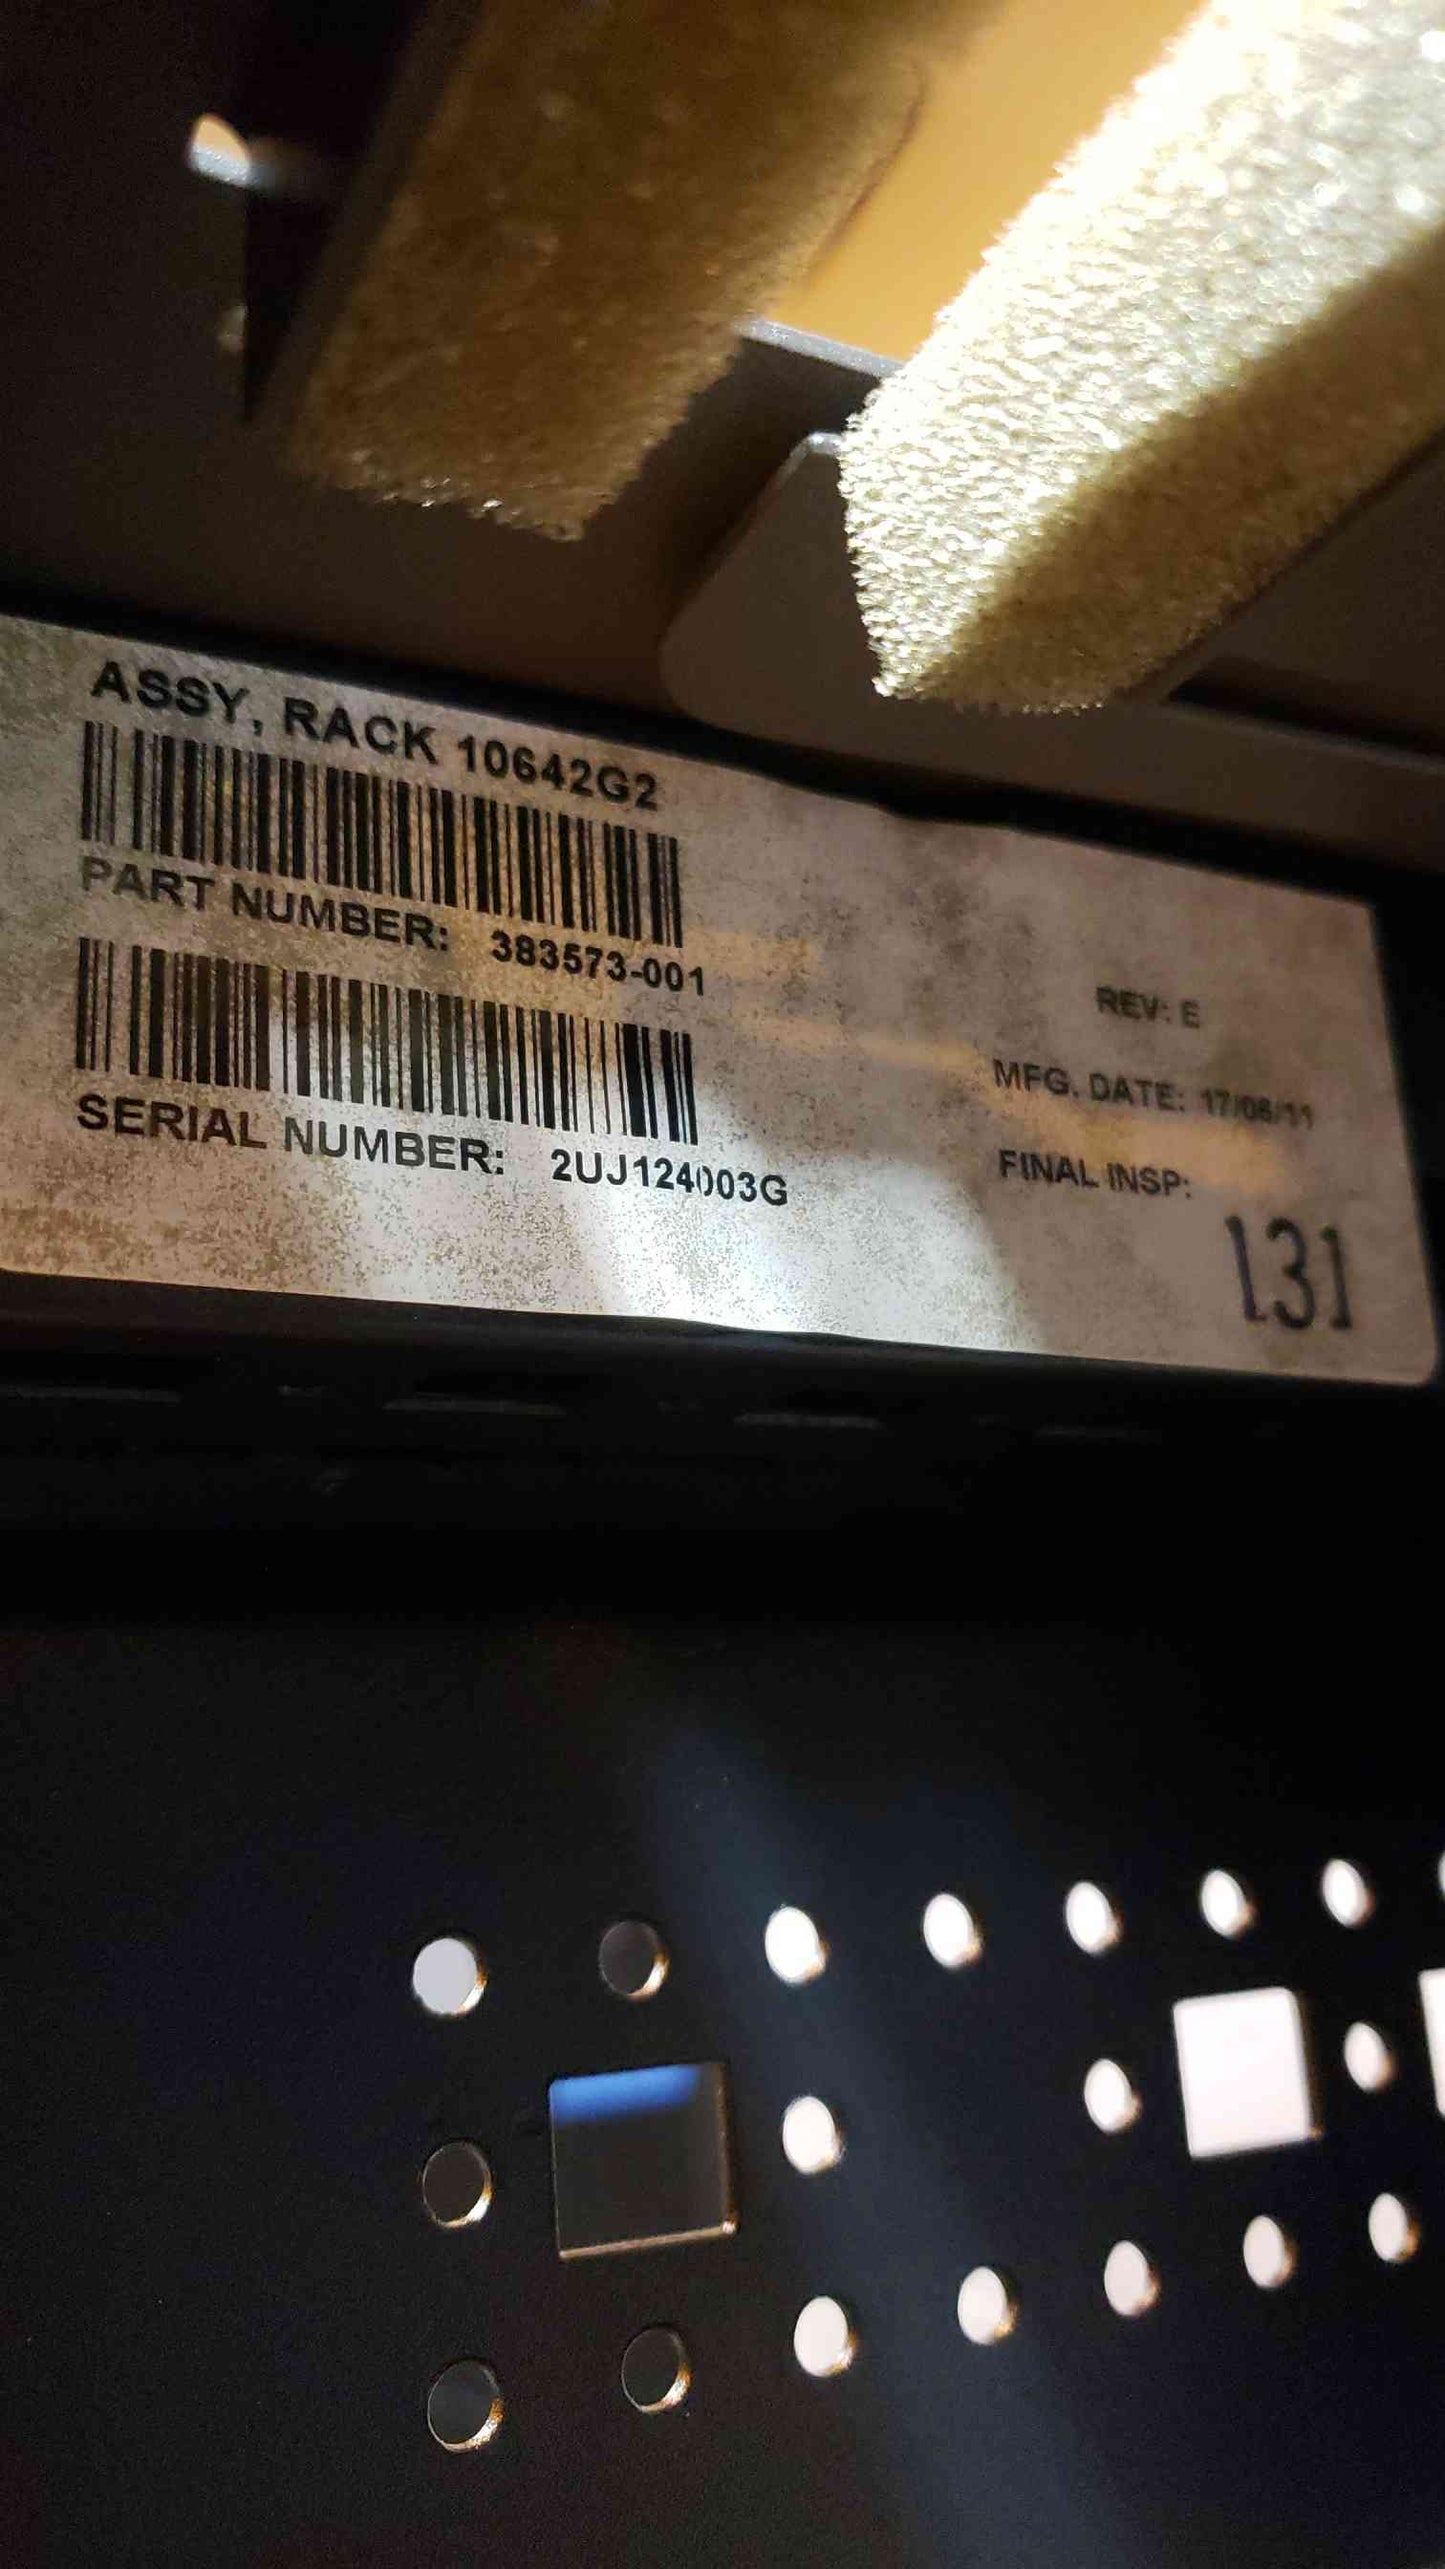 ASSY, RACK 10642G2
PART NUMBER: 383573-001
SERIAL NUMBER: 2UJ124003G
REV: E
MFG. DATE: 17/06/11
FINAL INSP:
131